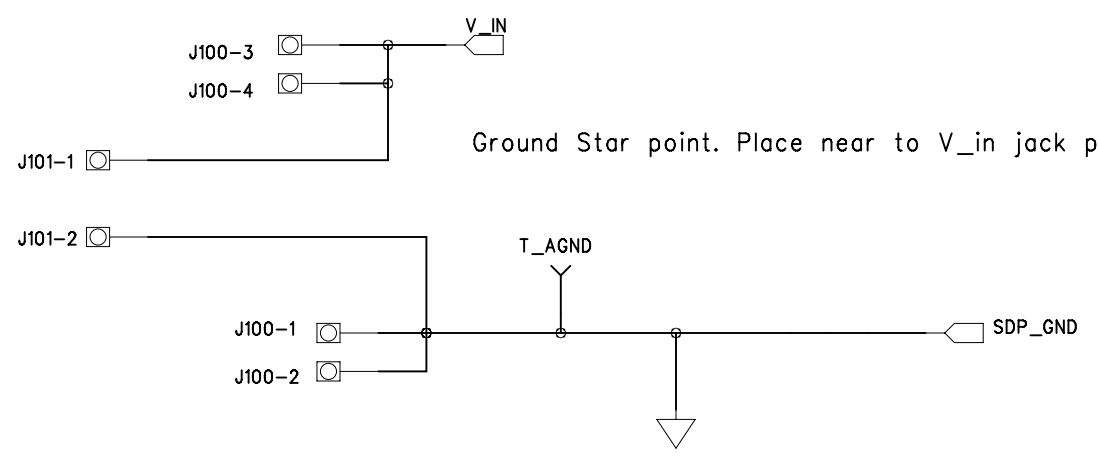 V_IN
J100-3
J100-4
Ground Star point. Place near to V_in jack p
J101-1
J101-2
T_AGND
J100-1
SDP_GND
J100-2